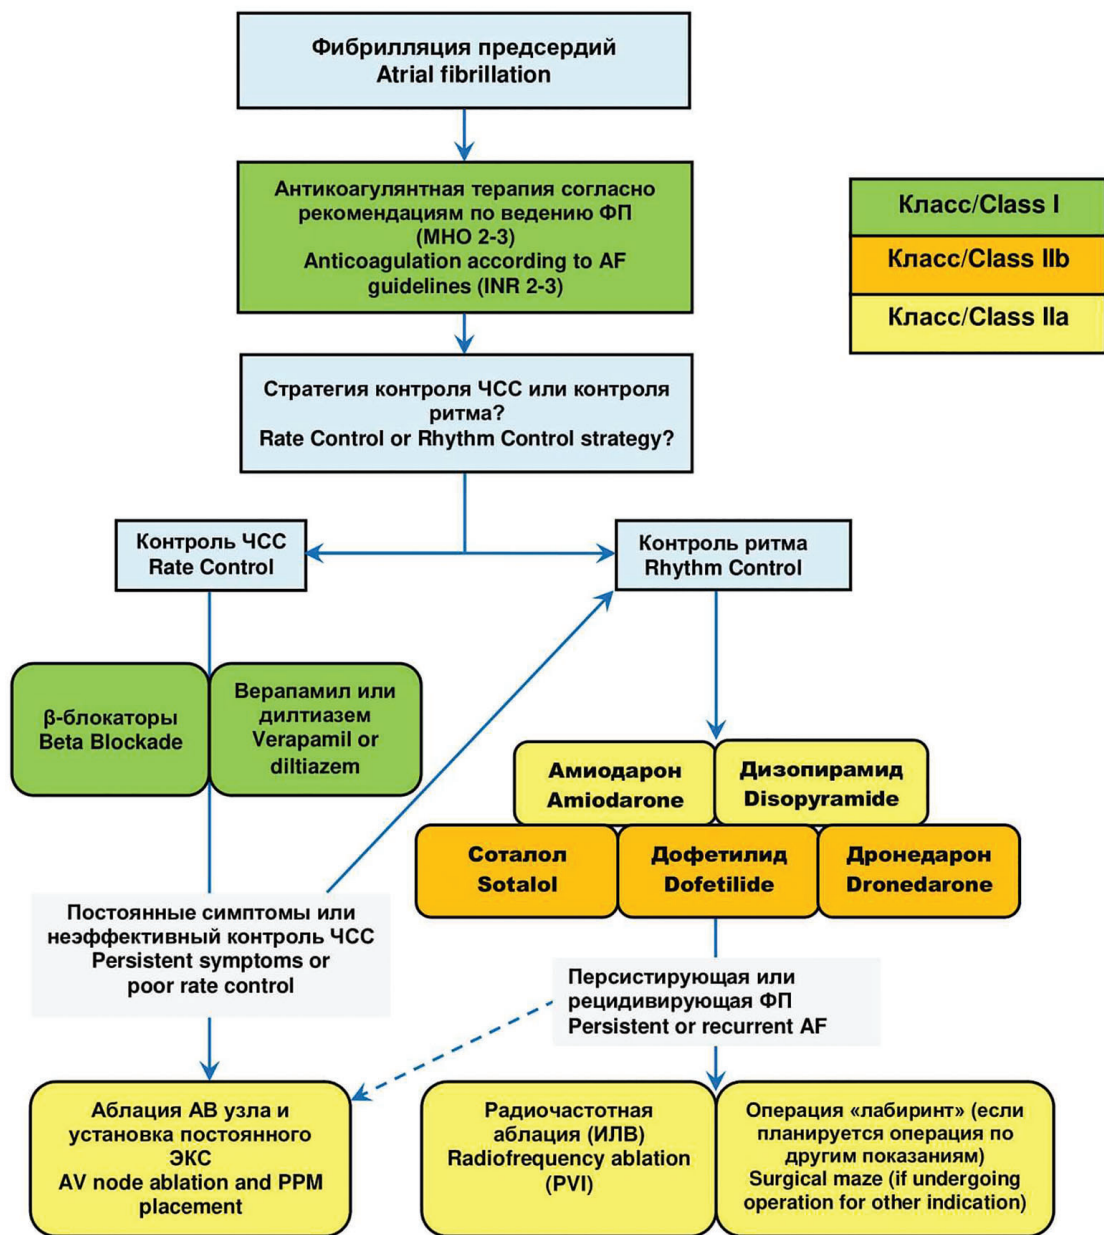 Фибрилляция предсердий
Atrial fibrillation
Антикоагулянтная терапия согласно
рекомендациям по ведению ФП
(МНО 2-3)
Anticoagulation according to AF
guidelines (INR 2-3)
Класс/Class I
Класс/Class IIb
Класс/Class IIa
Стратегия контроля ЧСС или контроля
ритма?
Rate Control or Rhythm Control strategy?
Контроль ЧСС
Rate Control
Контроль ритма
Rhythm Control
β-блокаторы
Beta Blockade
Верапамил или
дилтиазем
Verapamil or
diltiazem
Амиодарон
Amiodarone
Дизопирамид
Disopyramide
Соталол
Sotalol
Дофетилид
Dofetilide
Дронедарон
Dronedarone
Постоянные симптомы или
неэффективный контроль ЧСС
Persistent symptoms or
poor rate control
Персистирующая или
рецидивирующая ФП
Persistent or recurrent AF
Аблация АВ узла и
установка постоянного
ЭКС
AV node ablation and PPM
placement
Радиочастотная
аблация (ИЛВ)
Radiofrequency ablation
(PVI)
Операция «лабиринт» (если
планируется операция по
другим показаниям)
Surgical maze (if undergoing
operation for other indication)